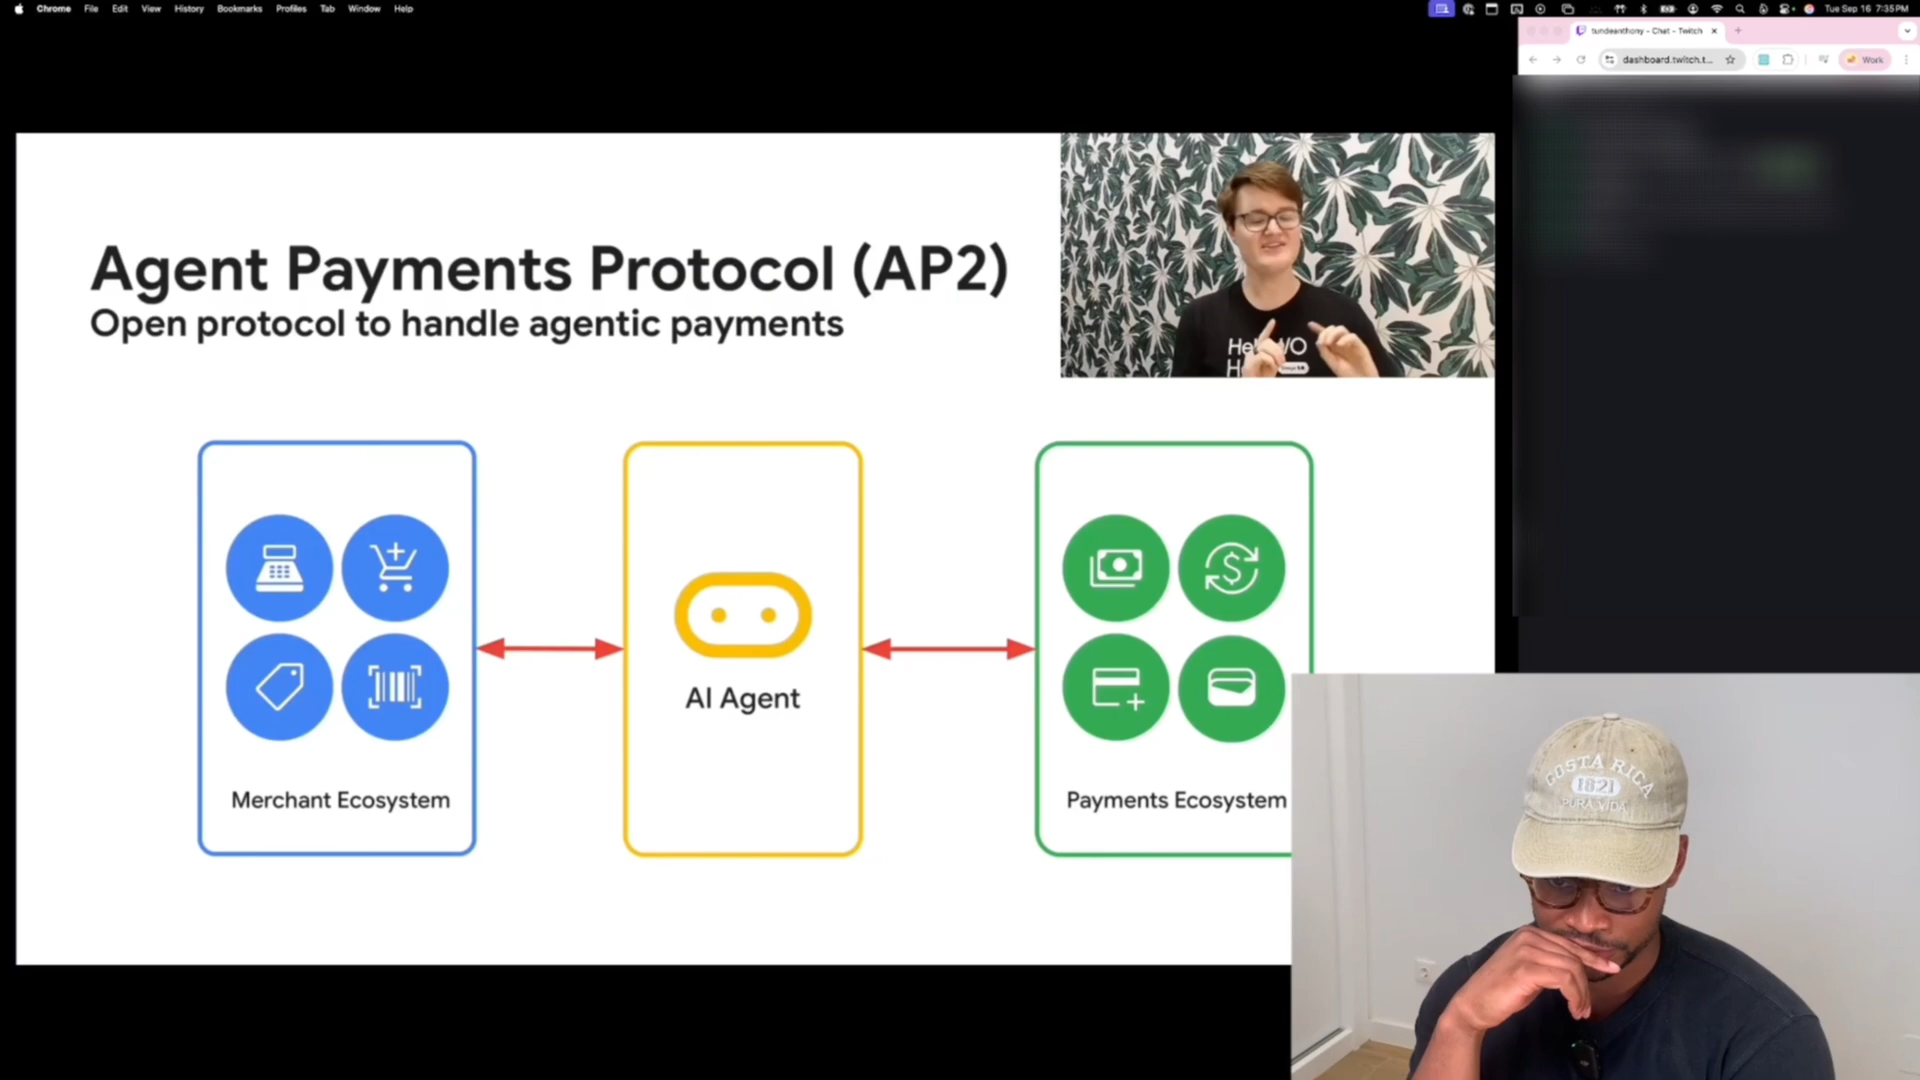 Chrome File Edit View History Bookmarks Profiles Tab Window Help
Tue Sep 16 7:35 PM
tundeanthony - Chat - Twitch
dashboard.twitch.t...
Work
Agent Payments Protocol (AP2)
Open protocol to handle agentic payments
AI Agent
Merchant Ecosystem
Payments Ecosystem
COSTA RICA
1821
PURA VIDA